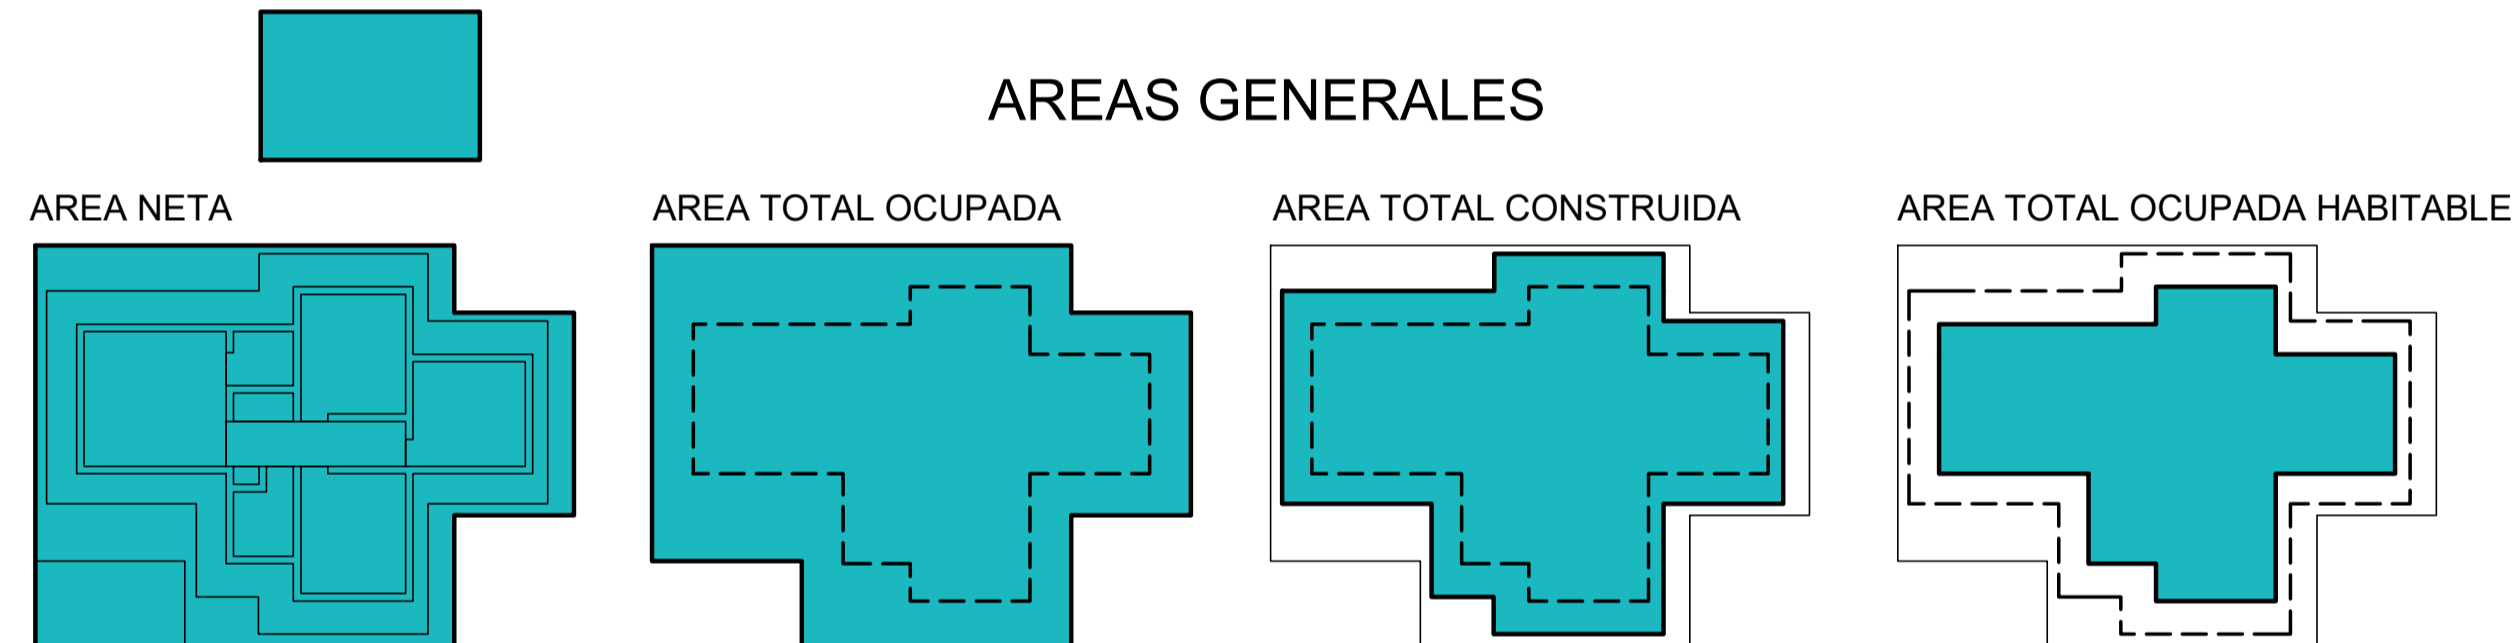 AREAS GENERALES
AREA NETA
AREA TOTAL OCUPADA
AREA TOTAL CONSTRUIDA
AREA TOTAL OCUPADA HABITABLE